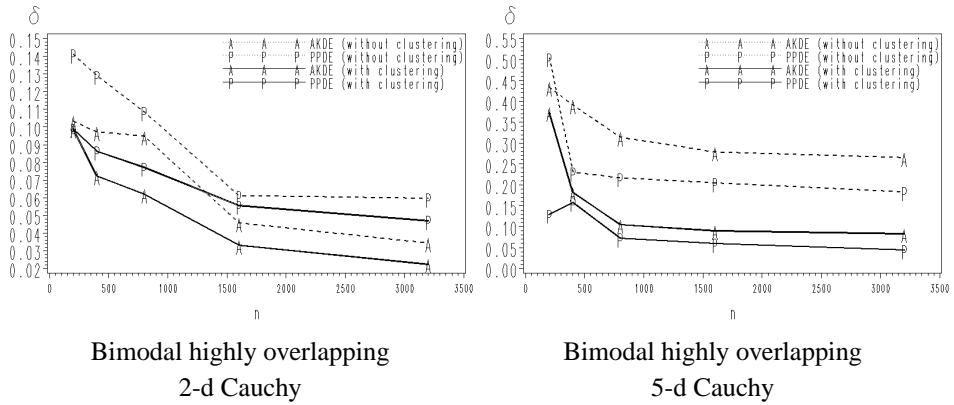 δ
0.15
0.14
0.13
0.12
0.11
0.10
0.09
0.08
0.07
0.06
0.05
0.04
0.03
0.02
A A A AKDE (without clustering)
P P P PPDE (without clustering)
A A A AKDE (with clustering)
P P P PPDE (with clustering)
0 500 1000 1500 2000 2500 3000 3500
n
Bimodal highly overlapping
2-d Cauchy
δ
0.55
0.50
0.45
0.40
0.35
0.30
0.25
0.20
0.15
0.10
0.05
0.00
A A A AKDE (without clustering)
P P P PPDE (without clustering)
A A A AKDE (with clustering)
P P P PPDE (with clustering)
0 500 1000 1500 2000 2500 3000 3500
n
Bimodal highly overlapping
5-d Cauchy